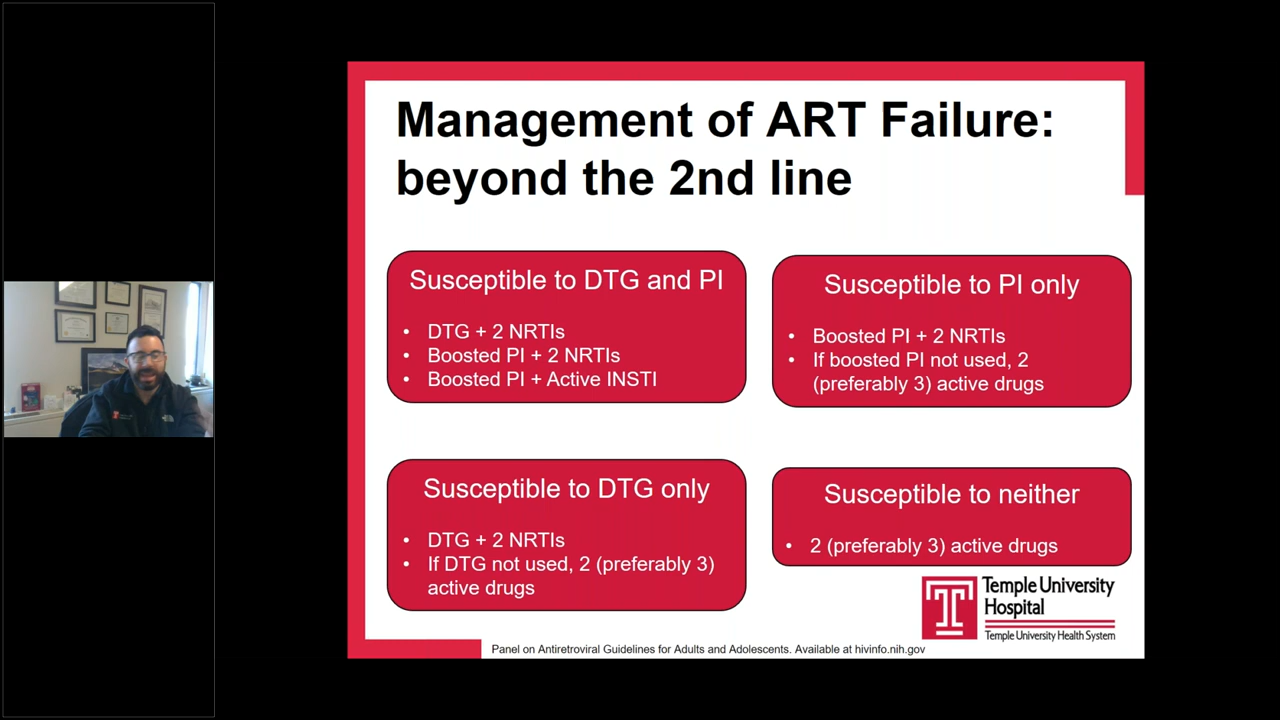 Management of ART Failure:
beyond the 2nd line
Susceptible to DTG and PI
• DTG + 2 NRTIs
• Boosted PI + 2 NRTIs
• Boosted PI + Active INSTI
Susceptible to PI only
• Boosted PI + 2 NRTIs
• If boosted PI not used, 2
(preferably 3) active drugs
Susceptible to DTG only
• DTG + 2 NRTIs
• If DTG not used, 2 (preferably 3)
active drugs
Susceptible to neither
• 2 (preferably 3) active drugs
Temple University
Hospital
Temple University Health System
Panel on Antiretroviral Guidelines for Adults and Adolescents. Available at hivinfo.nih.gov